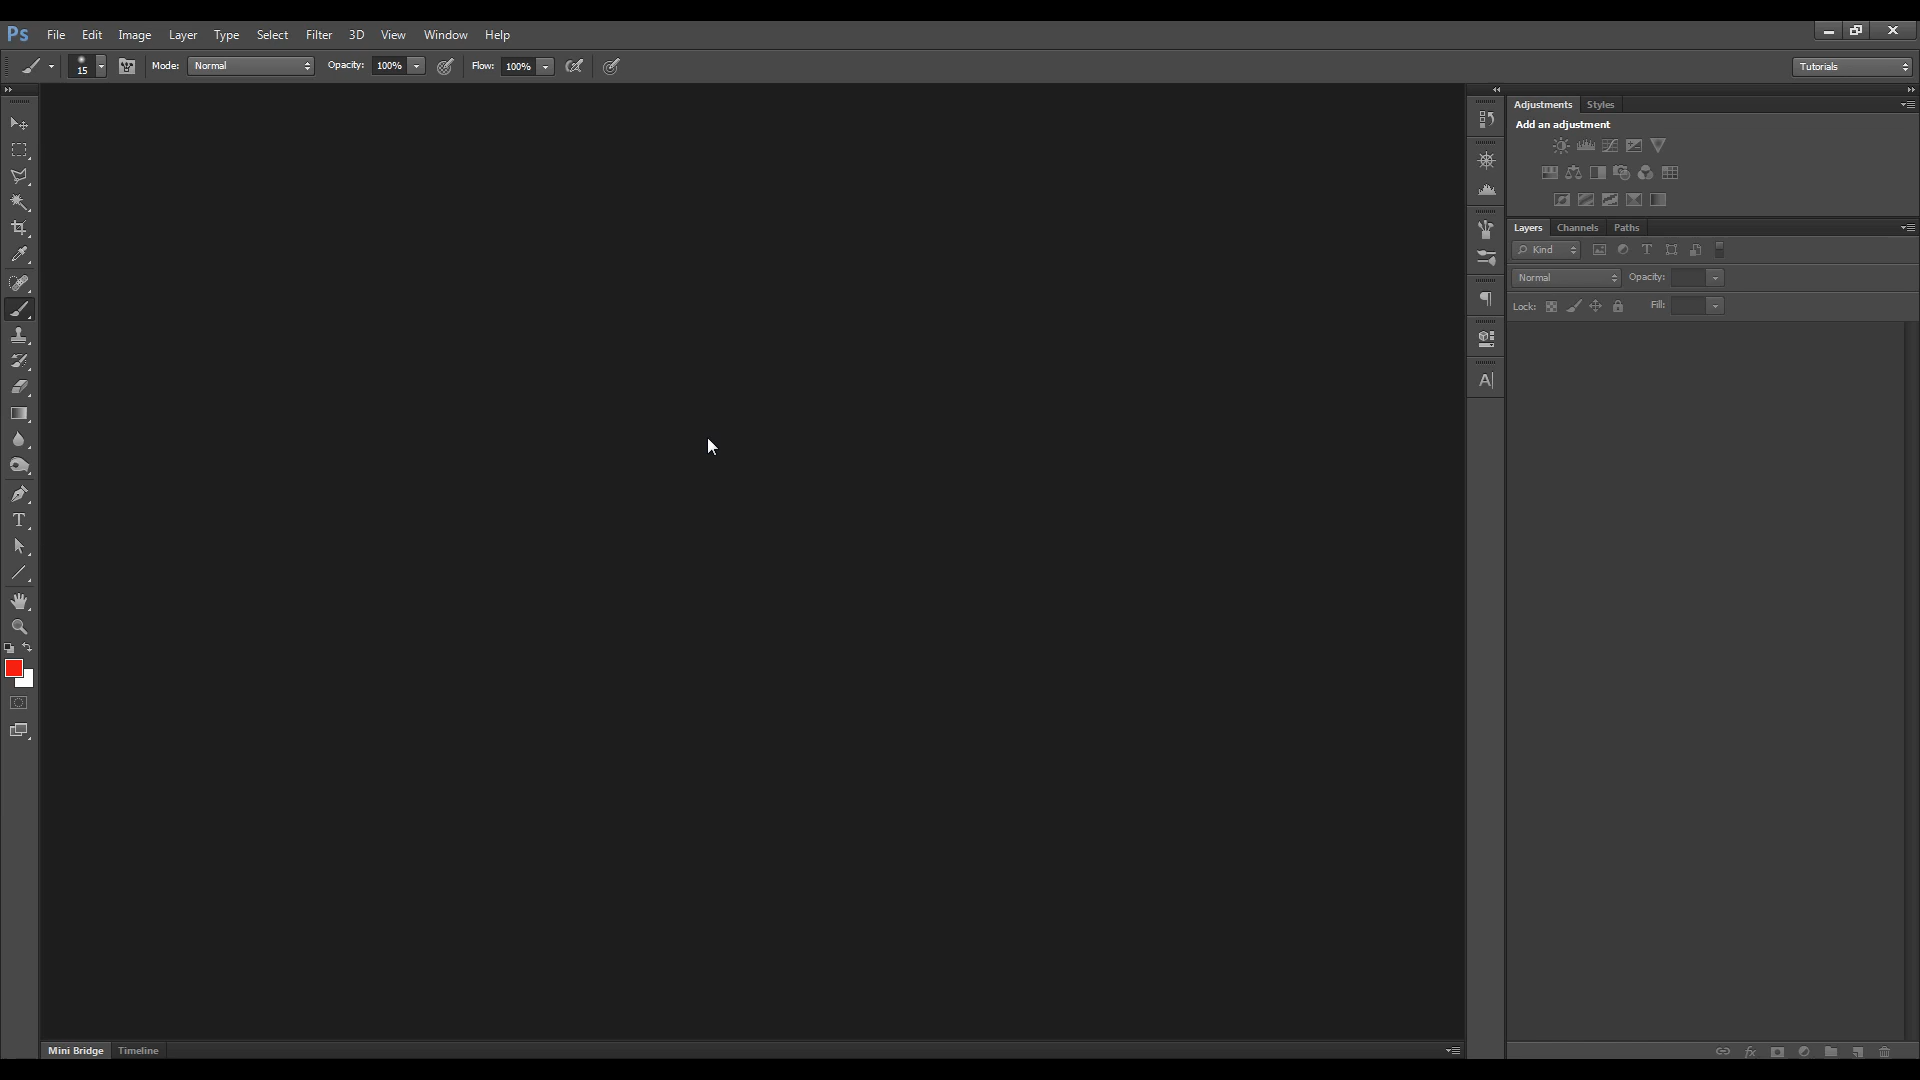 Ps File Edit Image Layer Type Select Filter 3D View Window Help
15 Mode: Normal Opacity: 100% Flow: 100% Tutorials
Adjustments Styles
Add an adjustment
Layers Channels Paths
Kind T
Normal Opacity:
Lock: Fill:
A
T
Mini Bridge Timeline
fx